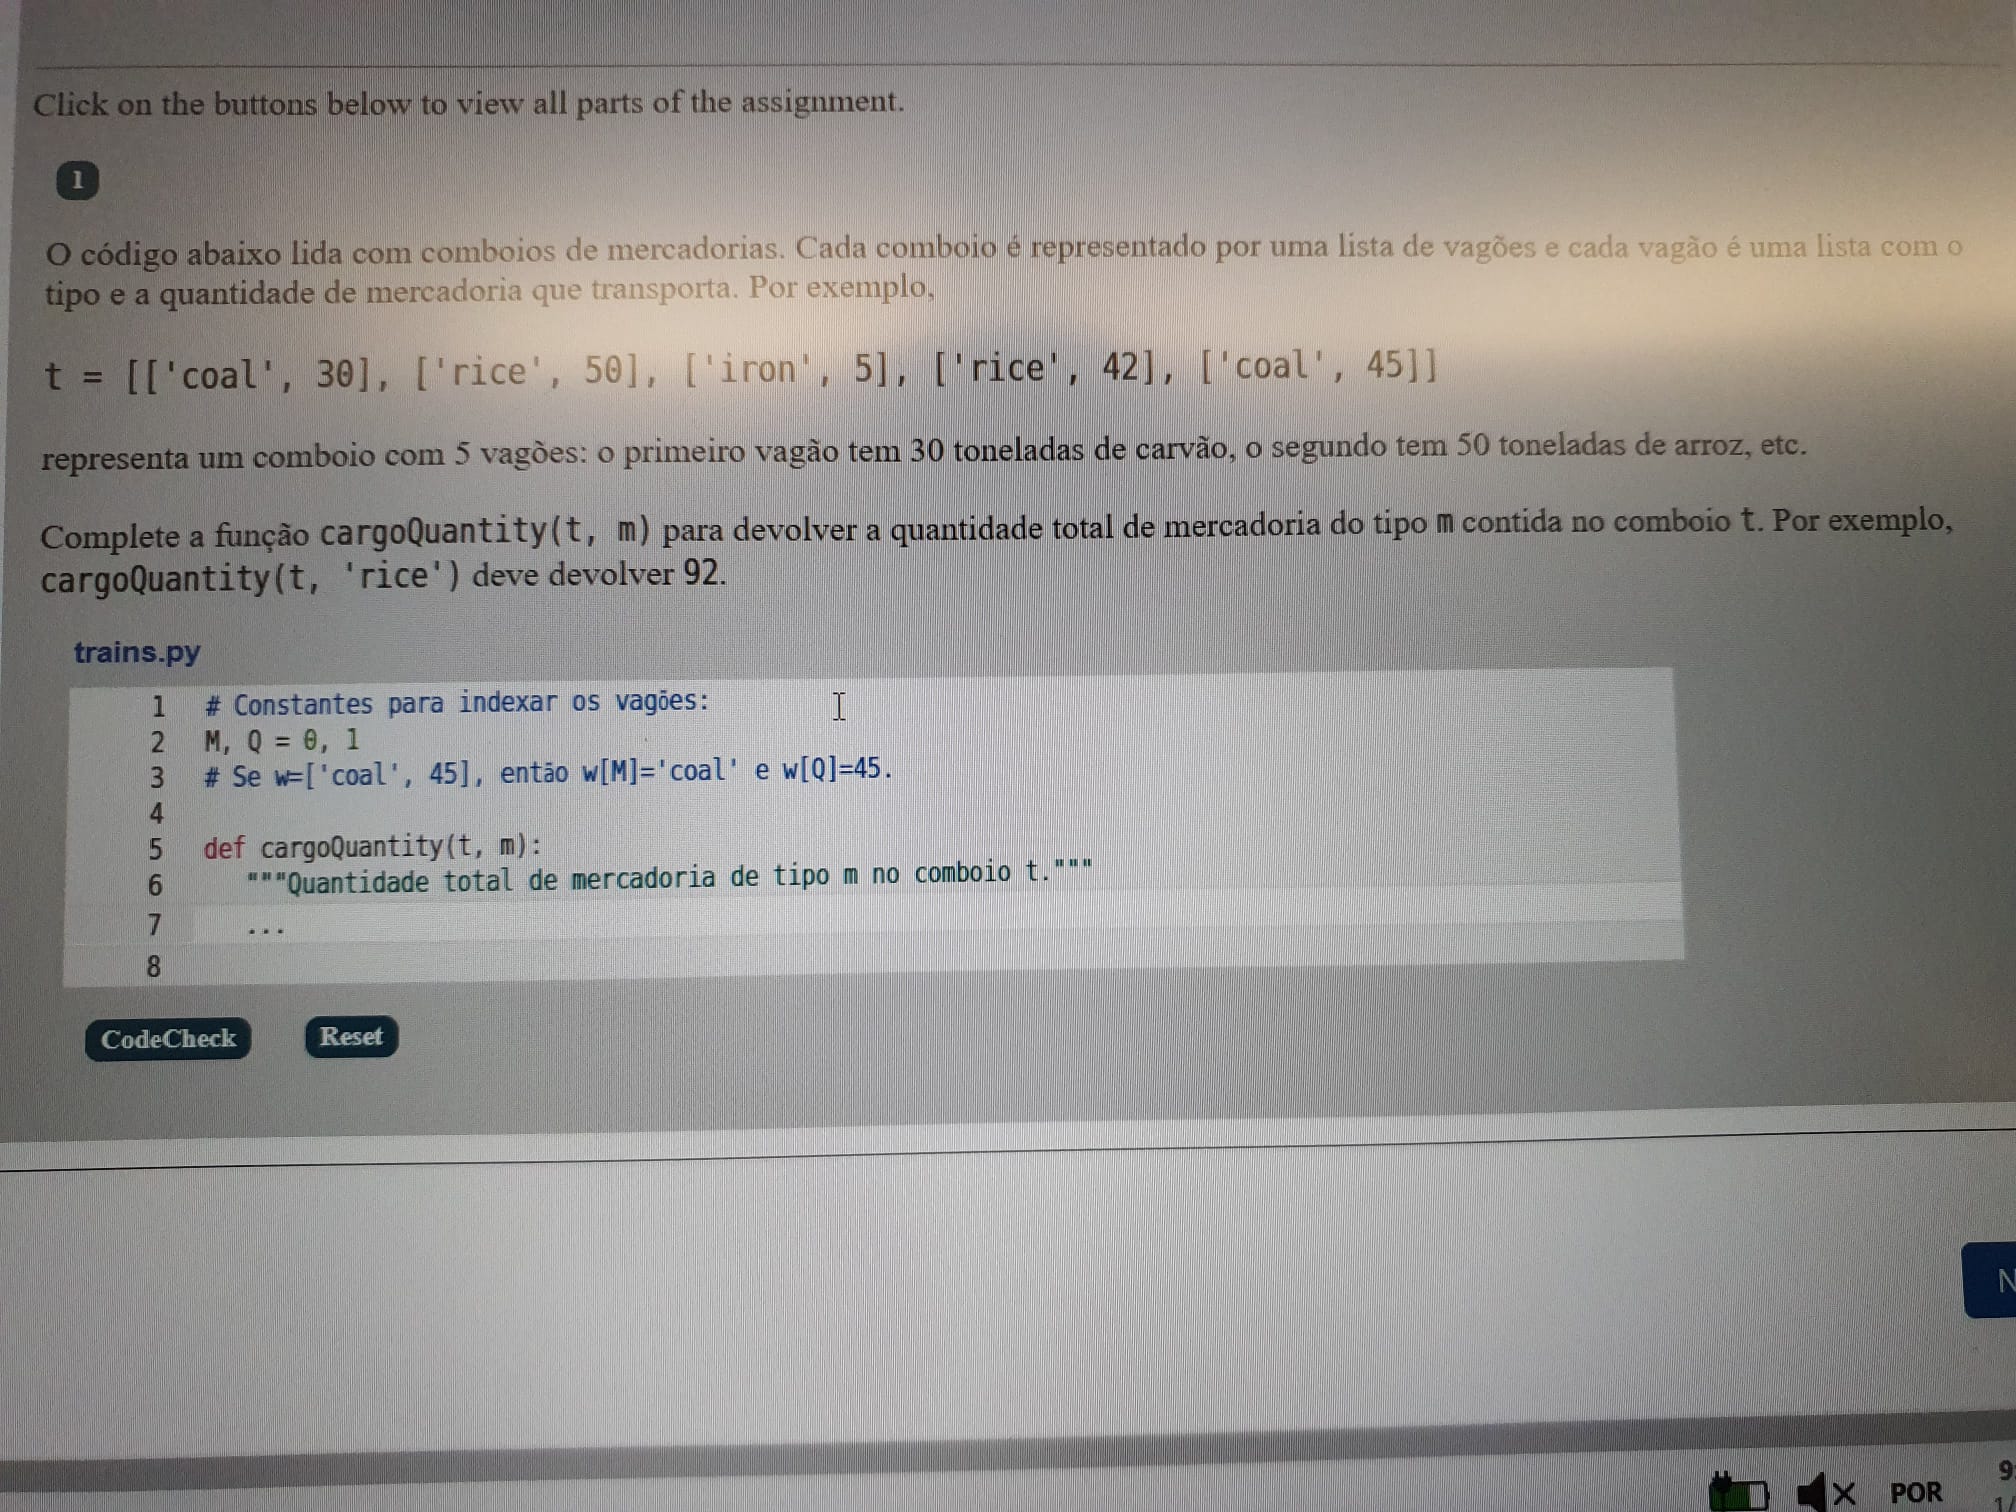 Click on the buttons below to view all parts of the assignment.
1
O código abaixo lida com comboios de mercadorias. Cada comboio é representado por uma lista de vagões e cada vagão é uma lista com o
tipo e a quantidade de mercadoria que transporta. Por exemplo,
t = [['coal', 30], ['rice', 50], ['iron', 5], ['rice', 42], ['coal', 45]]
representa um comboio com 5 vagões: o primeiro vagão tem 30 toneladas de carvão, o segundo tem 50 toneladas de arroz, etc.
Complete a função cargoQuantity(t, m) para devolver a quantidade total de mercadoria do tipo m contida no comboio t. Por exemplo,
cargoQuantity(t, 'rice') deve devolver 92.
trains.py
1 # Constantes para indexar os vagões:
2 M, Q = 0, 1
3 # Se w=['coal', 45], então w[M]='coal' e w[Q]=45.
4
5 def cargoQuantity(t, m):
6 """Quantidade total de mercadoria de tipo m no comboio t."""
7 ...
8
CodeCheck Reset
N
POR
9